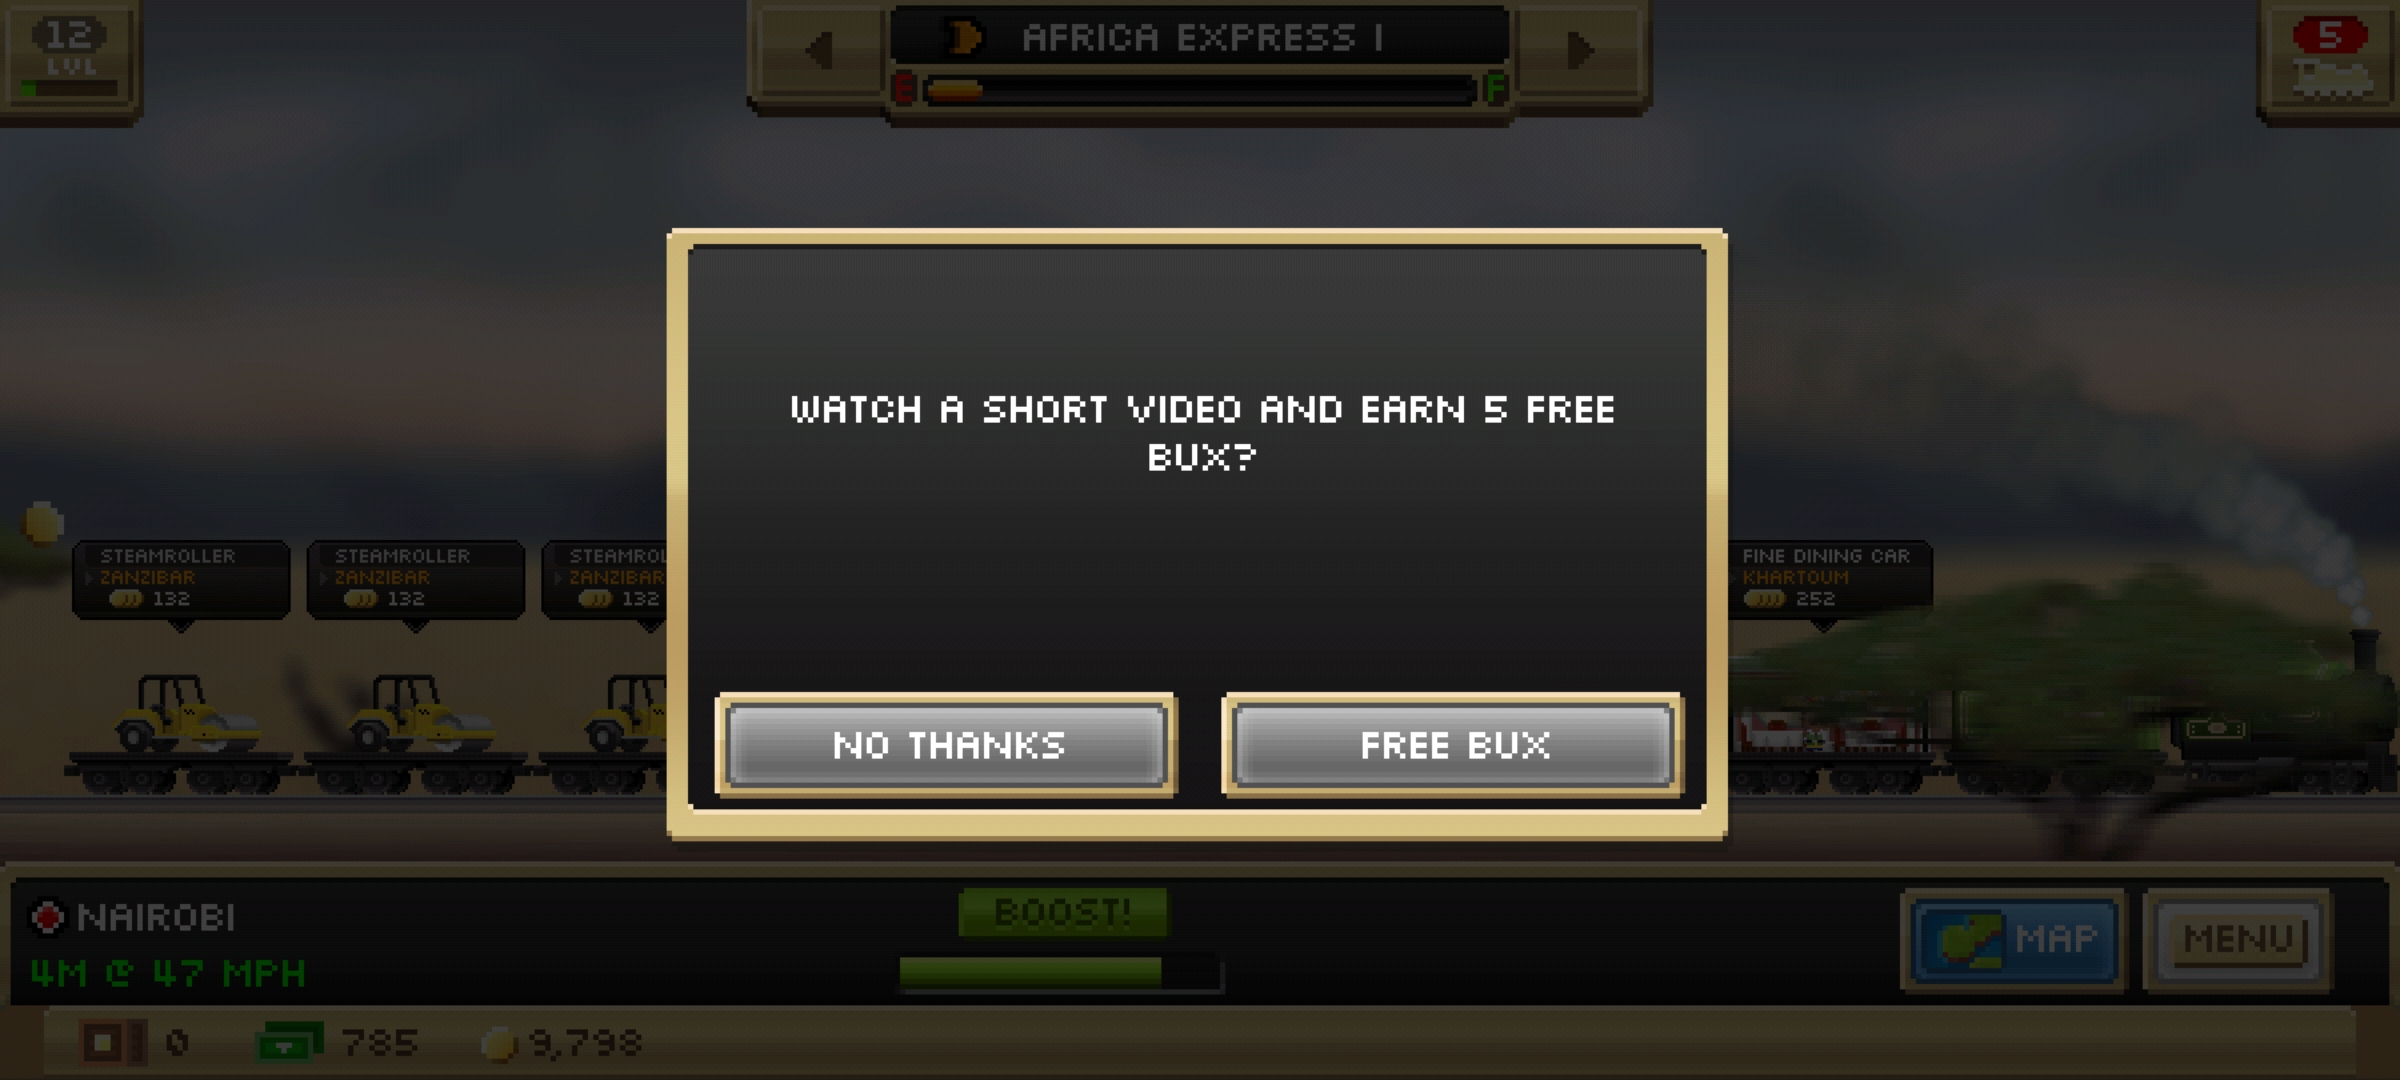 12
LVL
AFRICA EXPRESS I
E F
5
WATCH A SHORT VIDEO AND EARN 5 FREE
BUX?
STEAMROLLER
ZANZIBAR
132
STEAMROLLER
ZANZIBAR
132
STEAMROL
ZANZIBAR
132
FINE DINING CAR
KHARTOUM
252
NO THANKS
FREE BUX
NAIROBI
4M @ 47 MPH
BOOST!
MAP
MENU
0
785
9,798